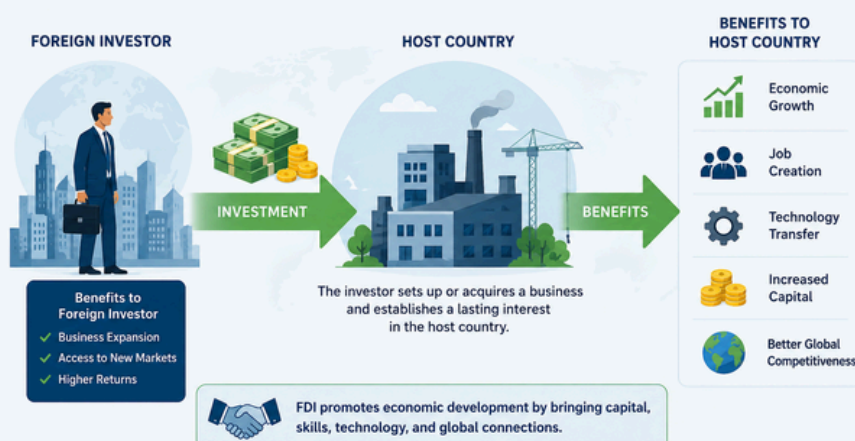 FOREIGN INVESTOR
HOST COUNTRY
BENEFITS TO
HOST COUNTRY
INVESTMENT
BENEFITS
Benefits to
Foreign Investor
Business Expansion
Access to New Markets
Higher Returns
The investor sets up or acquires a business
and establishes a lasting interest
in the host country.
Economic
Growth
Job
Creation
Technology
Transfer
Increased
Capital
Better Global
Competitiveness
FDI promotes economic development by bringing capital,
skills, technology, and global connections.